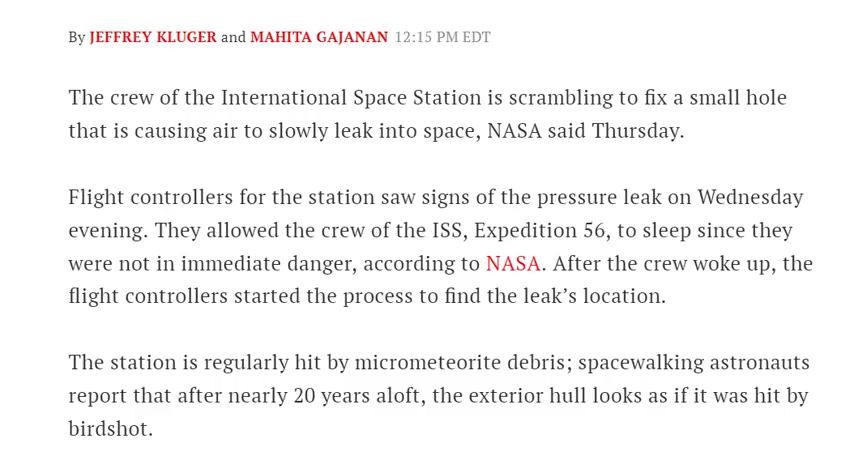 By JEFFREY KLUGER and MAHITA GAJANAN 12:15 PM EDT
The crew of the International Space Station is scrambling to fix a small hole
that is causing air to slowly leak into space, NASA said Thursday.
Flight controllers for the station saw signs of the pressure leak on Wednesday
evening. They allowed the crew of the ISS, Expedition 56, to sleep since they
were not in immediate danger, according to NASA. After the crew woke up, the
flight controllers started the process to find the leak’s location.
The station is regularly hit by micrometeorite debris; spacewalking astronauts
report that after nearly 20 years aloft, the exterior hull looks as if it was hit by
birdshot.